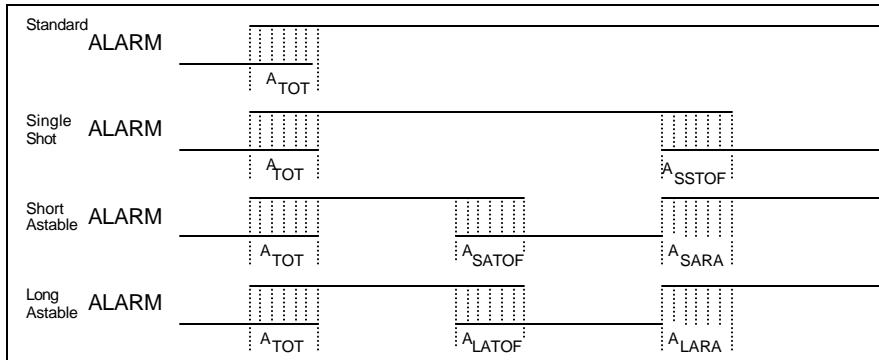 Standard
ALARM
ATOT
Single
Shot
ALARM
ATOT
ASSTOF
Short
Astable
ALARM
ATOT
ASATOF
ASARA
Long
Astable
ALARM
ATOT
ALATOF
ALARA